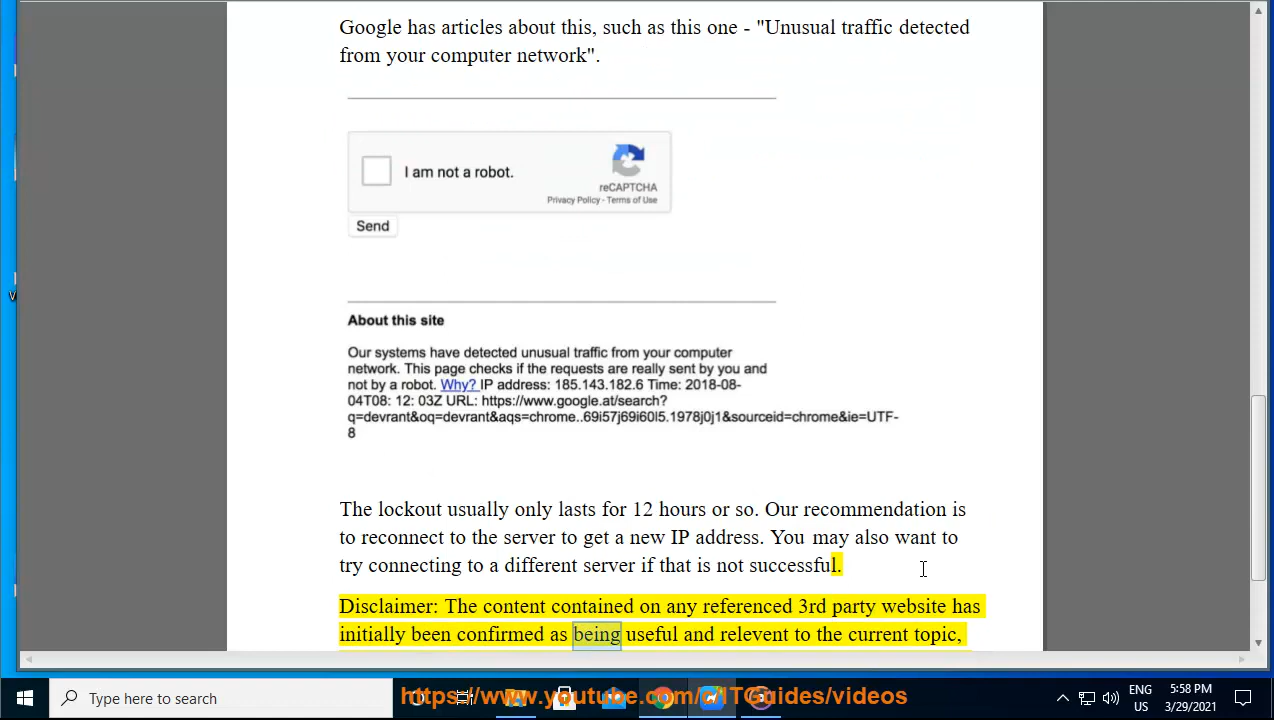 Google has articles about this, such as this one - "Unusual traffic detected
from your computer network".
I am not a robot.
reCAPTCHA
Privacy Policy - Terms of Use
Send
About this site
Our systems have detected unusual traffic from your computer
network. This page checks if the requests are really sent by you and
not by a robot. Why? IP address: 185.143.182.6 Time: 2018-08-
04T08: 12: 03Z URL: https://www.google.at/search?
q=devrant&oq=devrant&aqs=chrome..69i57j69i60l5.1978j0j1&sourceid=chrome&ie=UTF-
8
The lockout usually only lasts for 12 hours or so. Our recommendation is
to reconnect to the server to get a new IP address. You may also want to
try connecting to a different server if that is not successful.
Disclaimer: The content contained on any referenced 3rd party website has
initially been confirmed as being useful and relevent to the current topic,
Type here to search
https://www.youtube.com/c/ITGuides/videos
ENG
US
5:58 PM
3/29/2021